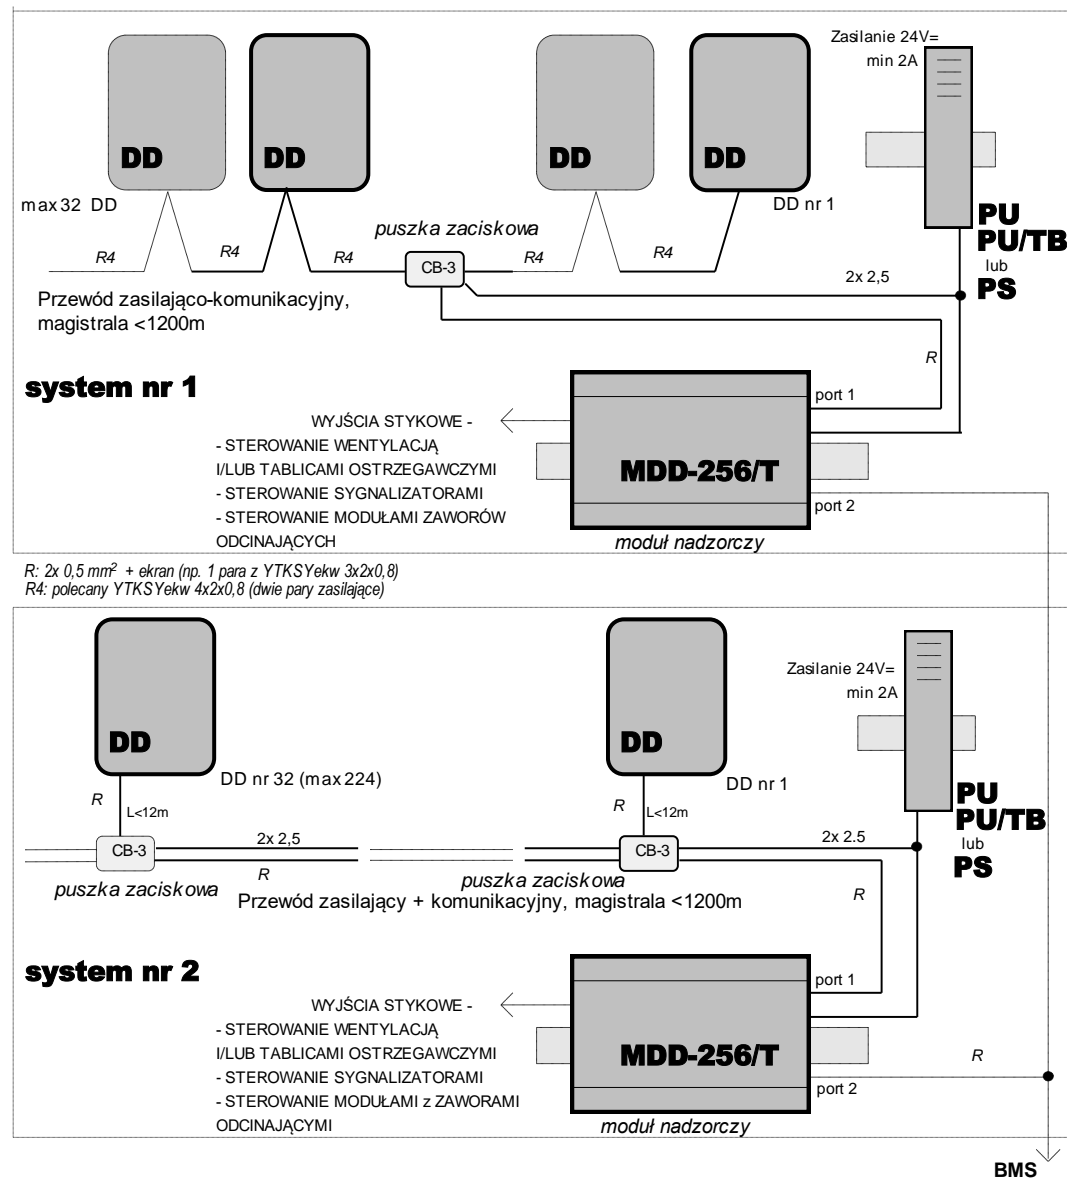 Zasilanie 24V=
min 2A
DD
DD
DD
DD
max 32 DD
DD nr 1
PU
PU/TB
lub
PS
puszka zaciskowa
R4
R4
R4
CB-3
R4
R4
2x 2,5
Przewód zasilająco-komunikacyjny,
magistrala <1200m
R
system nr 1
port 1
WYJŚCIA STYKOWE -
- STEROWANIE WENTYLACJĄ
I/LUB TABLICAMI OSTRZEGAWCZYMI
- STEROWANIE SYGNALIZATORAMI
- STEROWANIE MODUŁAMI ZAWORÓW
ODCINAJĄCYCH
MDD-256/T
port 2
moduł nadzorczy
R: 2x 0,5 mm² + ekran (np. 1 para z YTKSYekw 3x2x0,8)
R4: polecany YTKSYekw 4x2x0,8 (dwie pary zasilające)
Zasilanie 24V=
min 2A
DD
DD
DD nr 32 (max 224)
DD nr 1
PU
PU/TB
lub
PS
R
L<12m
R
L<12m
CB-3
2x 2,5
CB-3
2x 2.5
R
puszka zaciskowa
puszka zaciskowa
Przewód zasilający + komunikacyjny, magistrala <1200m
R
system nr 2
port 1
WYJŚCIA STYKOWE -
- STEROWANIE WENTYLACJĄ
I/LUB TABLICAMI OSTRZEGAWCZYMI
- STEROWANIE SYGNALIZATORAMI
- STEROWANIE MODUŁAMI z ZAWORAMI
ODCINAJĄCYMI
MDD-256/T
R
port 2
moduł nadzorczy
BMS